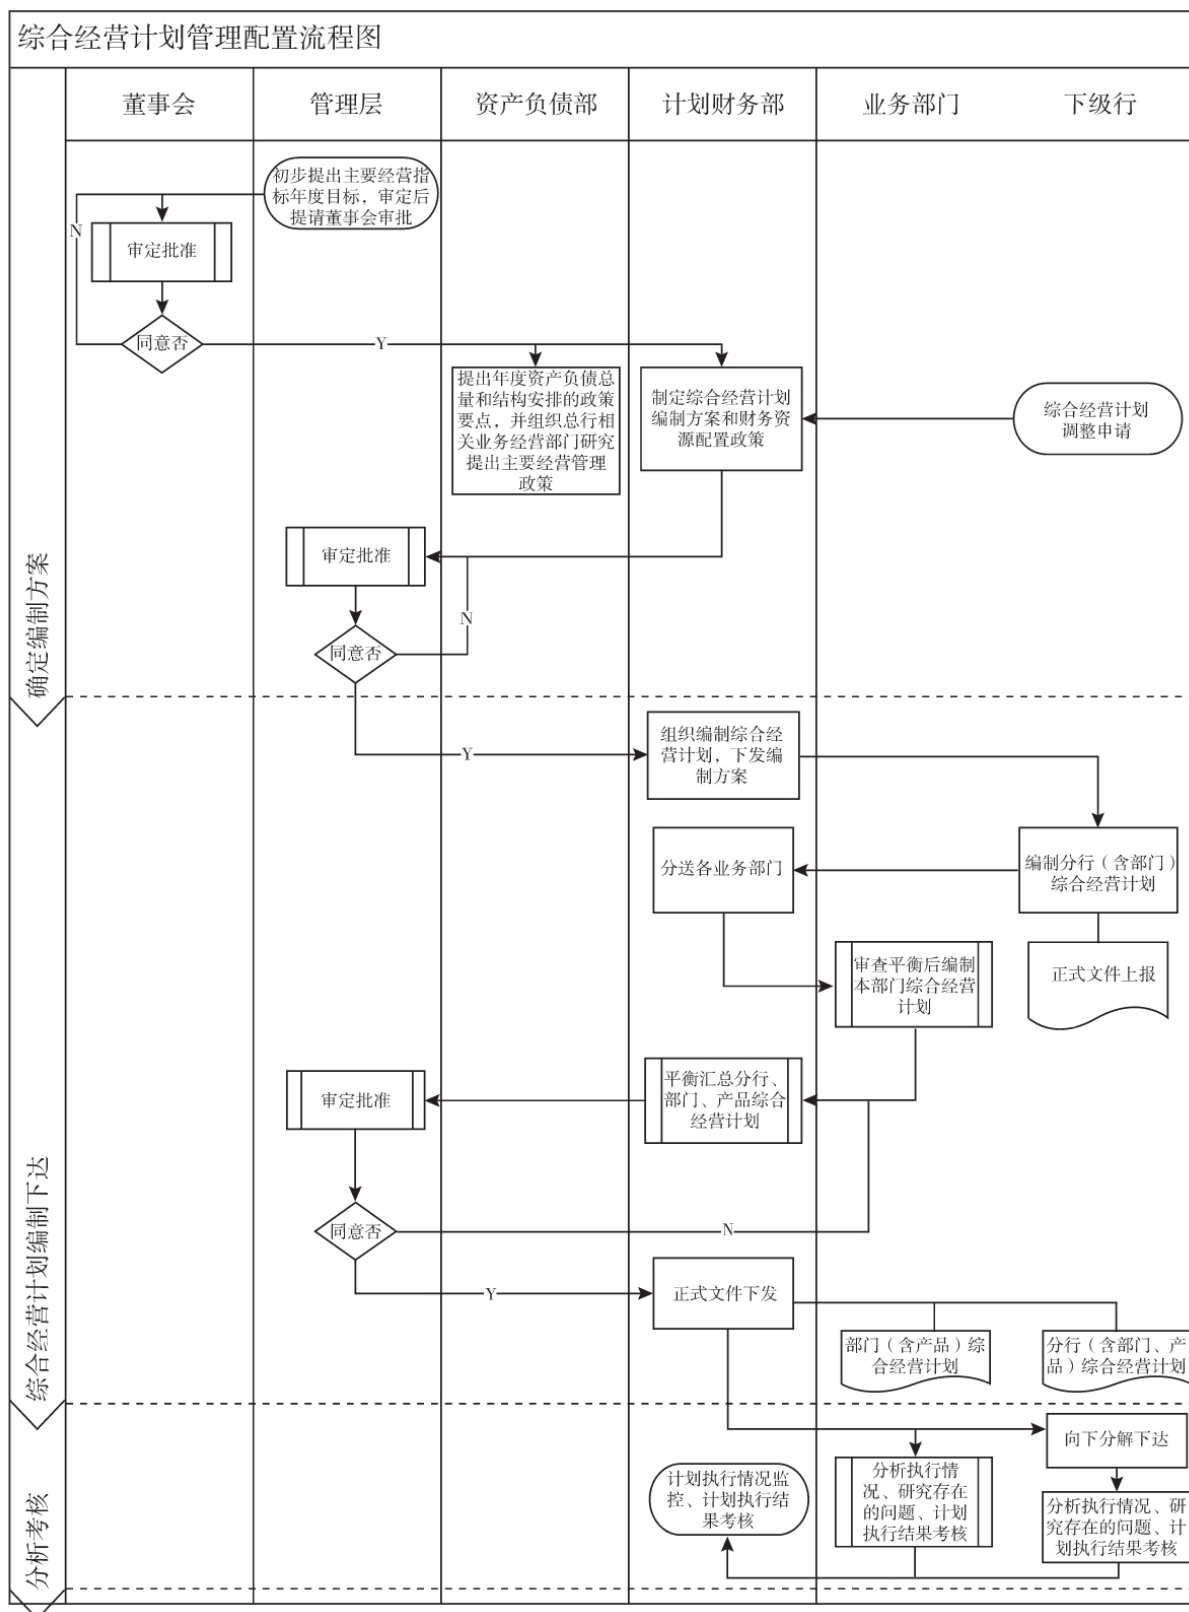 综合经营计划管理配置流程图
董事会
管理层
资产负债部
计划财务部
业务部门
下级行
初步提出主要经营指
标年度目标，审定后
提请董事会审批
N
审定批准
同意否
Y
提出年度资产负债总
量和结构安排的政策
要点，并组织总行相
关业务经营部门研究
提出主要经营管理
政策
制定综合经营计划
编制方案和财务资
源配置政策
综合经营计划
调整申请
审定批准
N
同意否
确定编制方案
Y
组织编制综合经
营计划，下发编
制方案
分送各业务部门
编制分行（含部门）
综合经营计划
审查平衡后编制
本部门综合经营
计划
正式文件上报
审定批准
平衡汇总分行、
部门、产品综合
经营计划
同意否
N
Y
正式文件下发
部门（含产品）综
合经营计划
分行（含部门、产
品）综合经营计划
综合经营计划编制下达
向下分解下达
计划执行情况监
控、计划执行结
果考核
分析执行情
况、研究存在
的问题、计划
执行结果考核
分析执行情况、研
究存在的问题、计
划执行结果考核
分析考核